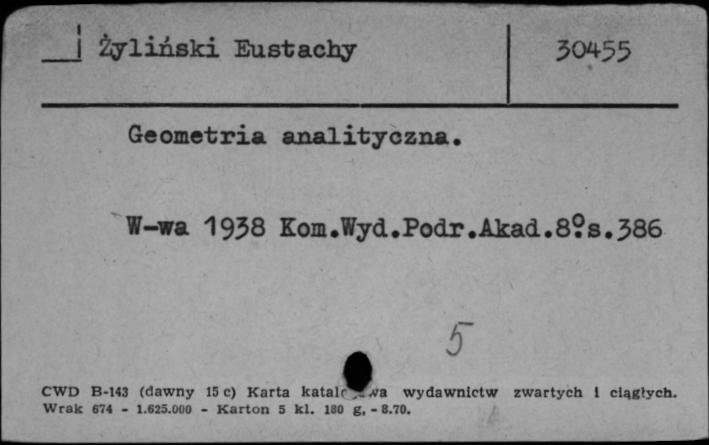 Żyliński Eustachy 30455
Geometria analityczna.
W-wa 1938 Kom.Wyd.Podr.Akad.8º s.386
5
CWD B-143 (dawny 15 c) Karta wydawnictw zwartych i ciągłych.
Wrak 674 - 1.625.000 - Karton 5 kl. 180 g, - 8.70.